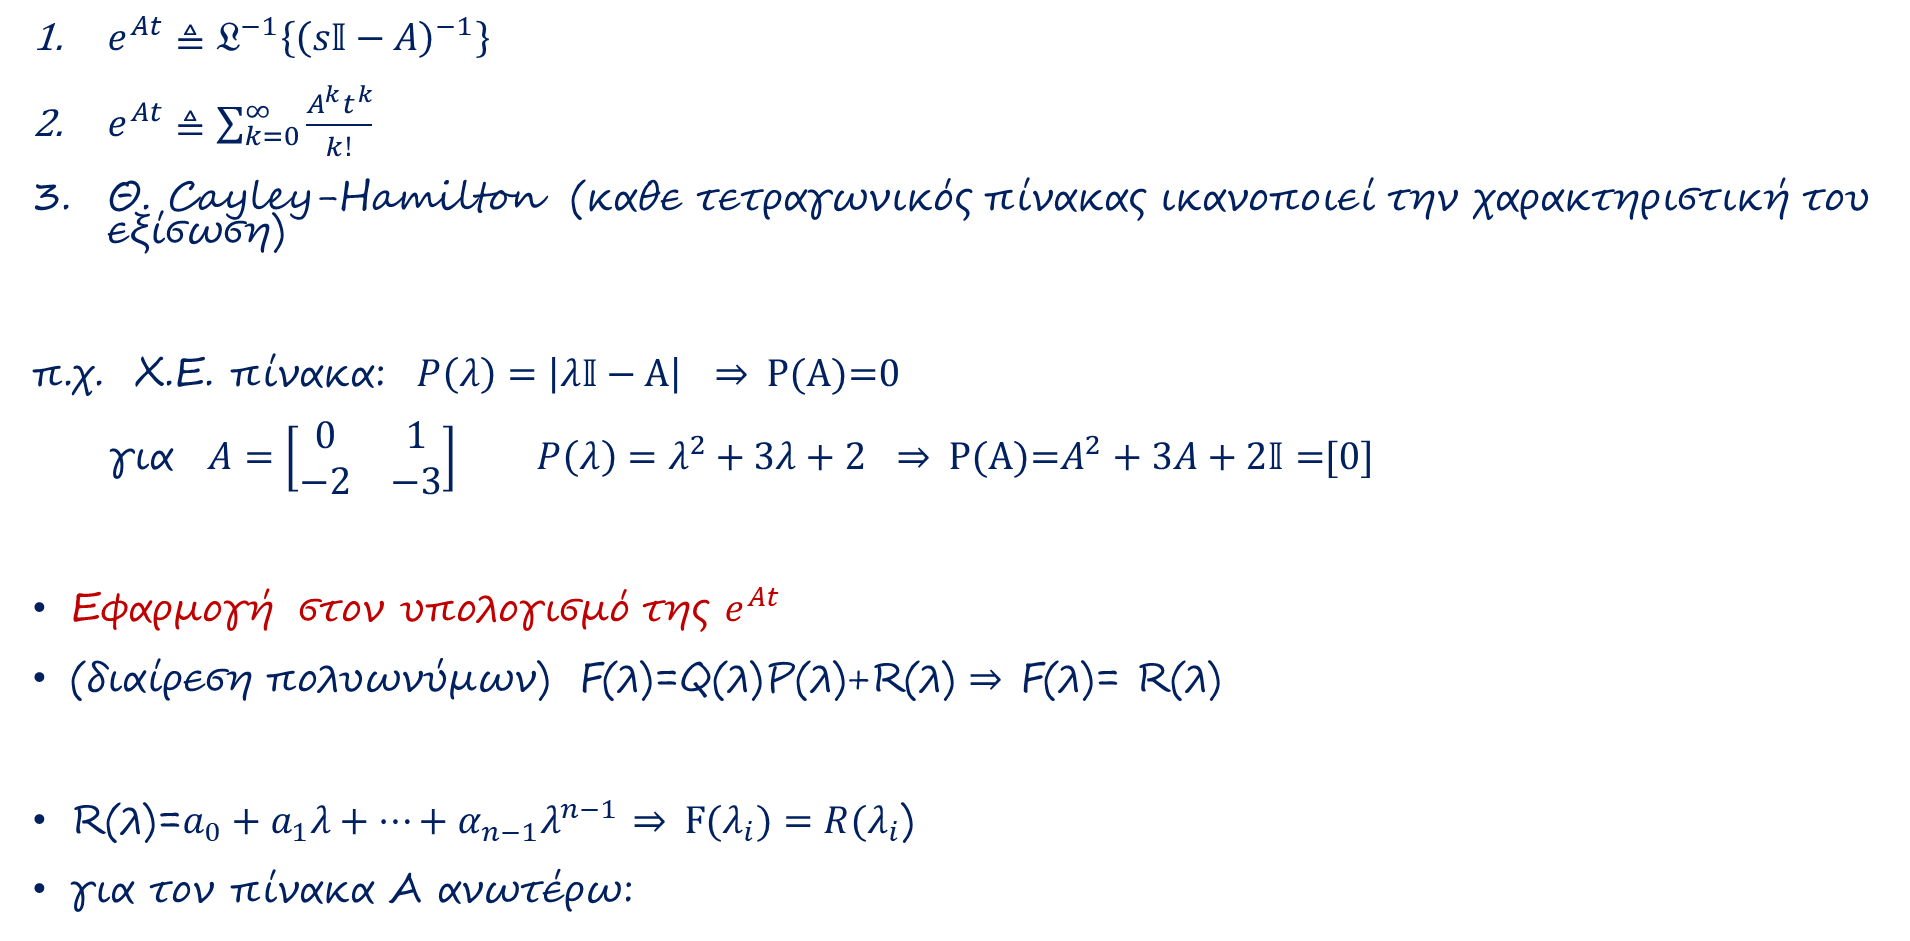 1. e^{At} ≜ 𝔏^{-1}{(s𝕀 − A)^{-1}}
2. e^{At} ≜ ∑_{k=0}^{∞} \frac{A^k t^k}{k!}
3. Θ. Cayley-Hamilton (καθε τετραγωνικός πίνακας ικανοποιεί την χαρακτηριστική του
εξίσωση)
π.χ. Χ.Ε. πίνακα: P(λ) = |λ𝕀 − A| ⇒ P(A)=0
για A = [0 1; −2 −3] P(λ) = λ² + 3λ + 2 ⇒ P(A)=A² + 3A + 2𝕀 =[0]
• Εφαρμογή στον υπολογισμό της e^{At}
• (διαίρεση πολυωνύμων) F(λ)=Q(λ)P(λ)+R(λ) ⇒ F(λ)= R(λ)
• R(λ)=a₀ + a₁λ + ⋯ + α_{n−1}λ^{n−1} ⇒ F(λ_i) = R(λ_i)
• για τον πίνακα Α ανωτέρω: